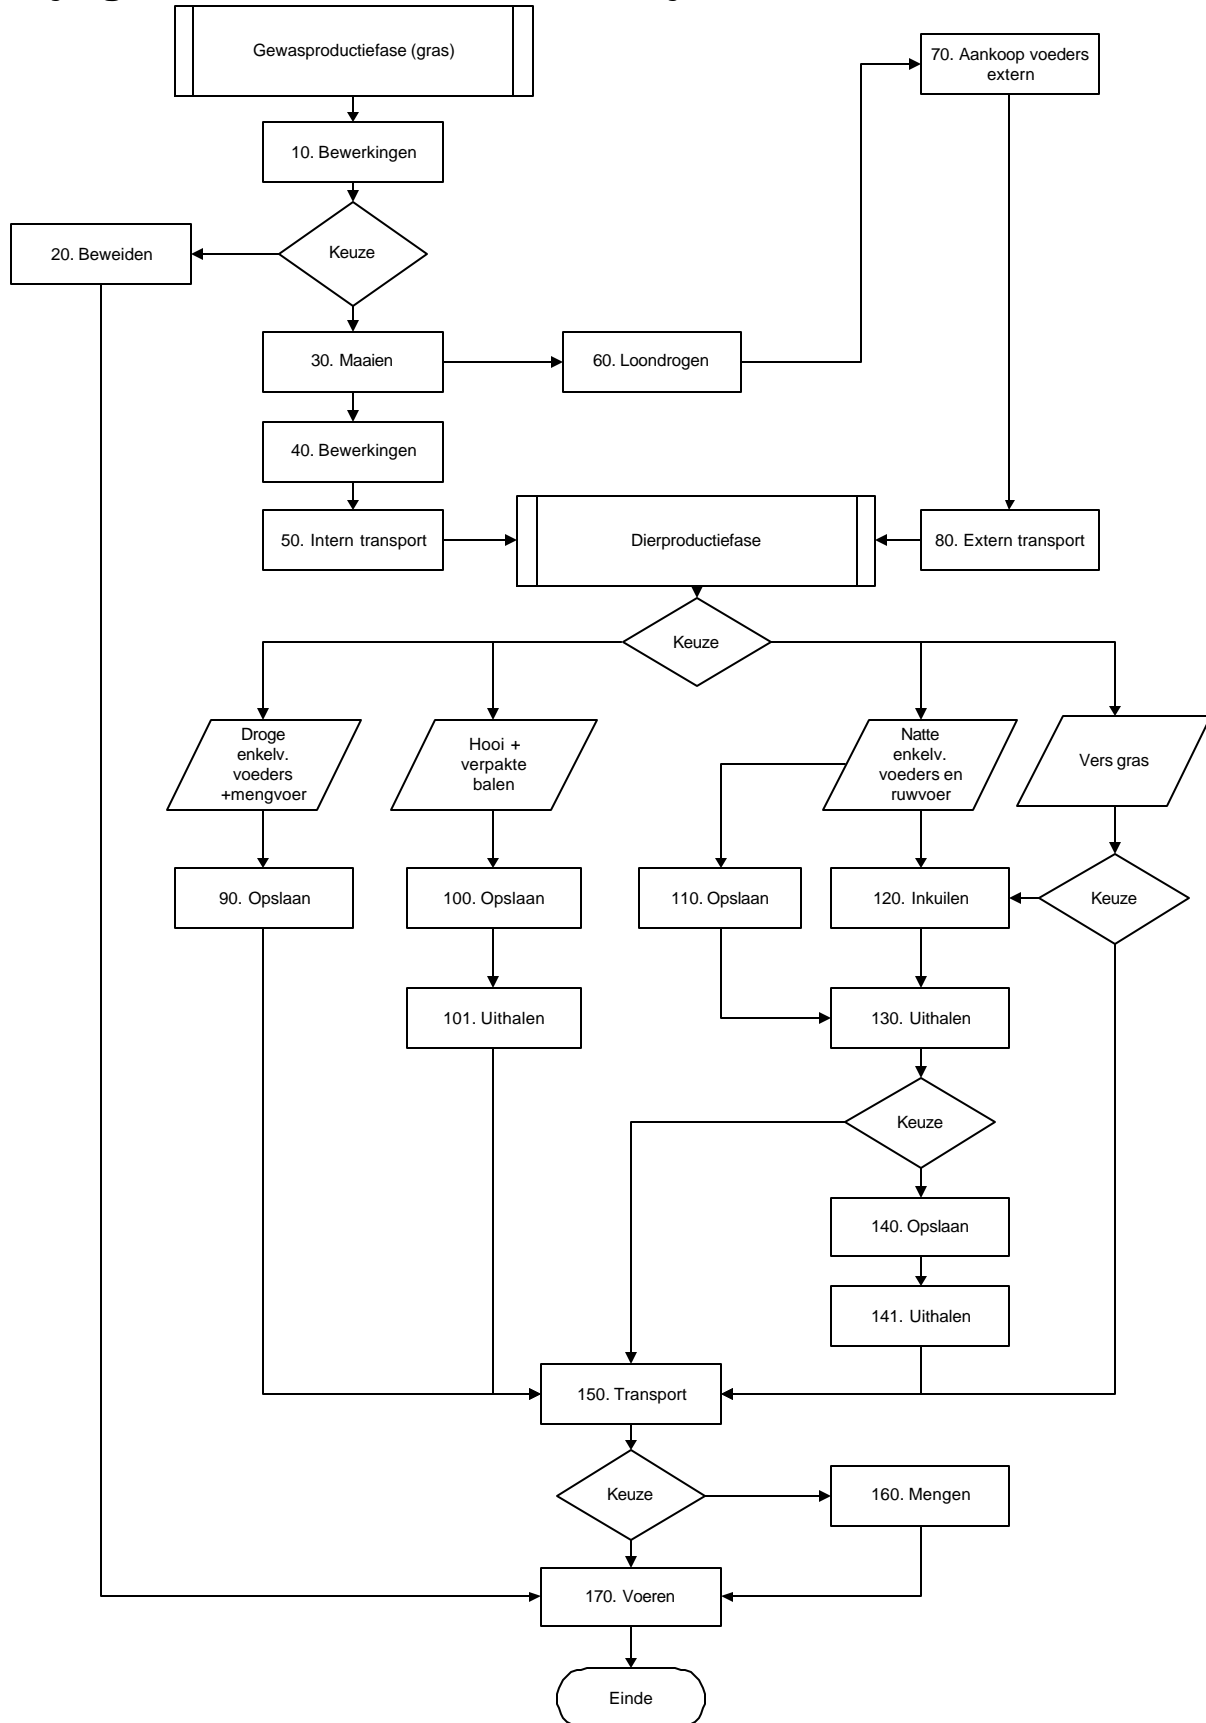 Gewasproductiefase (gras)
70. Aankoop voeders
extern
10. Bewerkingen
20. Beweiden
Keuze
30. Maaien
60. Loondrogen
40. Bewerkingen
50. Intern transport
Dierproductiefase
80. Extern transport
Keuze
Droge
enkelv.
voeders
+mengvoer
Hooi +
verpakte
balen
Natte
enkelv.
voeders en
ruwvoer
Vers gras
90. Opslaan
100. Opslaan
110. Opslaan
120. Inkuilen
Keuze
101. Uithalen
130. Uithalen
Keuze
140. Opslaan
141. Uithalen
150. Transport
Keuze
160. Mengen
170. Voeren
Einde